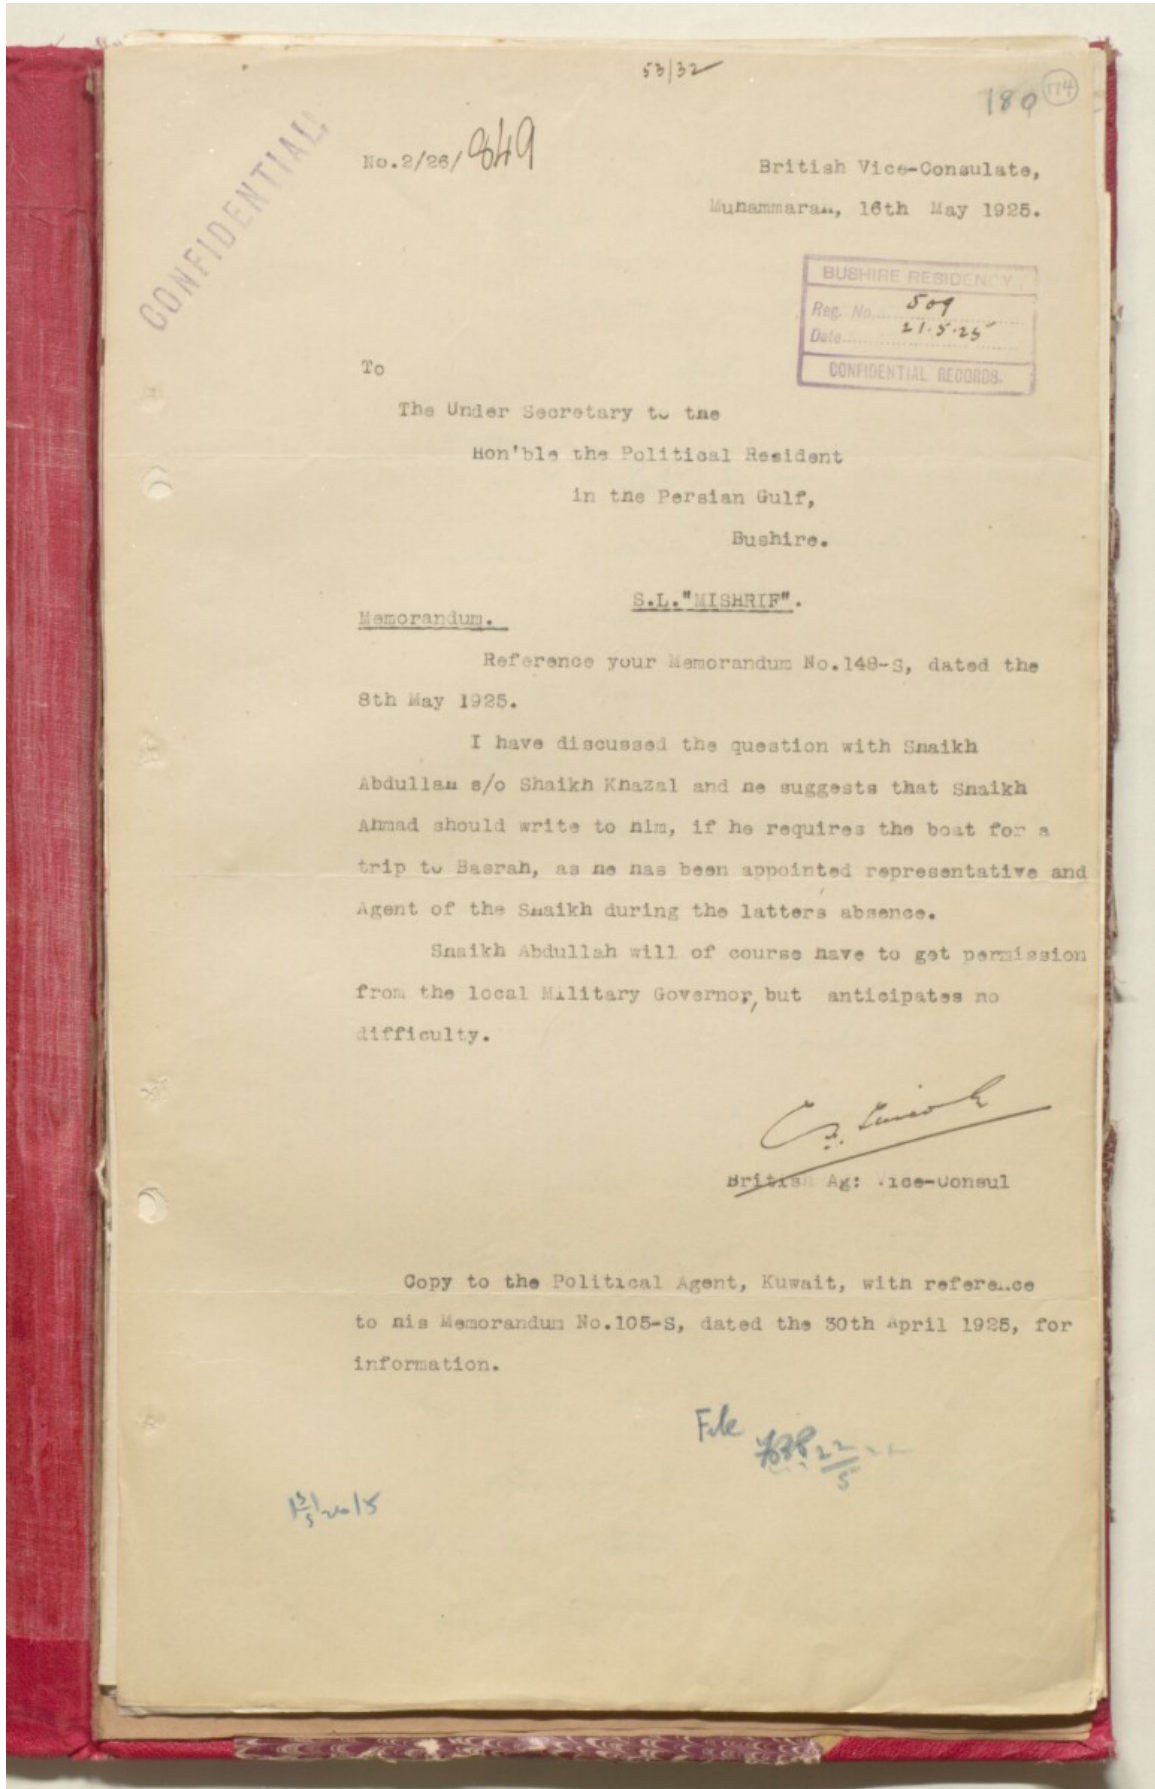 53/32
180
174
CONFIDENTIAL.
No.2/26/849
British Vice-Consulate,
Muhammarah, 16th May 1925.
BUSHIRE RESIDENCY.
Reg. No. 509
Date 21.5.25
CONFIDENTIAL RECORDS.
To
The Under Secretary to the
Hon'ble the Political Resident
in the Persian Gulf,
Bushire.
S.L."MISHRIF".
Memorandum.
Reference your Memorandum No.148-S, dated the
8th May 1925.
I have discussed the question with Shaikh
Abdullah s/o Shaikh Khazal and he suggests that Shaikh
Ahmad should write to him, if he requires the boat for a
trip to Basrah, as he has been appointed representative and
Agent of the Shaikh during the latter's absence.
Shaikh Abdullah will of course have to get permission
from the local Military Governor, but anticipates no
difficulty.
British Ag: Vice-Consul
Copy to the Political Agent, Kuwait, with reference
to his Memorandum No.105-S, dated the 30th April 1925, for
information.
File
22
5